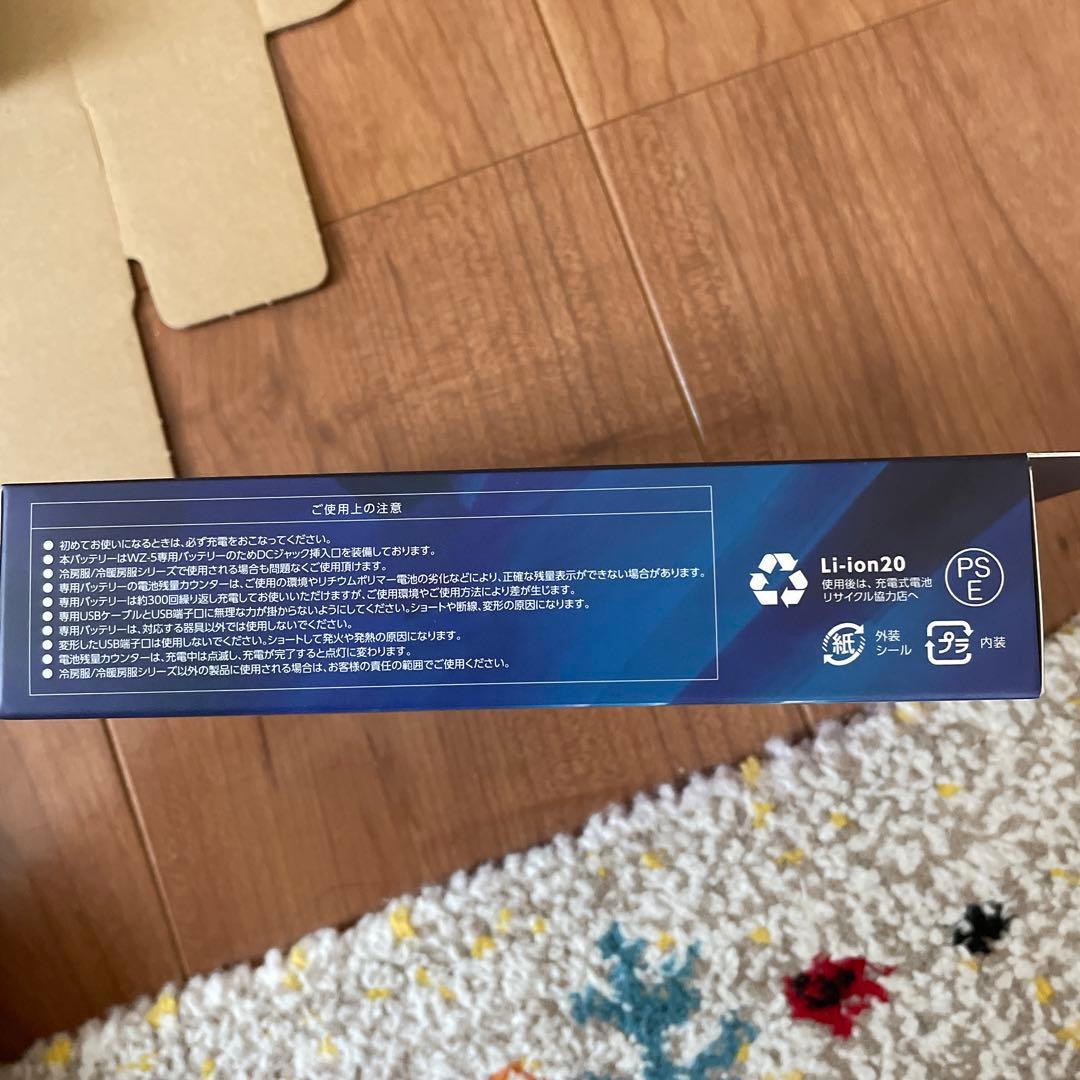 ご使用上の注意
● 初めてお使いになるときは、必ず充電をおこなってください。
● 本バッテリーはWZ-5専用バッテリーのためDCジャック挿入口を装備しております。
● 冷房服/冷暖房服シリーズで使用される場合も問題なくご使用頂けます。
● 専用バッテリーの電池残量カウンターは、ご使用の環境やリチウムポリマー電池の劣化などにより、正確な残量表示ができない場合があります。
● 専用バッテリーは約300回繰り返し充電してお使いいただけますが、ご使用環境やご使用方法により差が生じます。
● 専用USBケーブルとUSB端子口に無理な力が掛からないようにしてください。ショートや断線、変形の原因になります。
● 専用バッテリーは、対応する器具以外では使用しないでください。
● 変形したUSB端子口は使用しないでください。ショートして発火や発熱の原因になります。
● 電池残量カウンターは、充電中は点滅し、充電が完了すると点灯に変わります。
● 冷房服/冷暖房服シリーズ以外の製品に使用される場合は、お客様の責任の範囲でご使用ください。
Li-ion20
使用後は、充電式電池
リサイクル協力店へ
PS
E
紙
外装
シール
プラ
内装